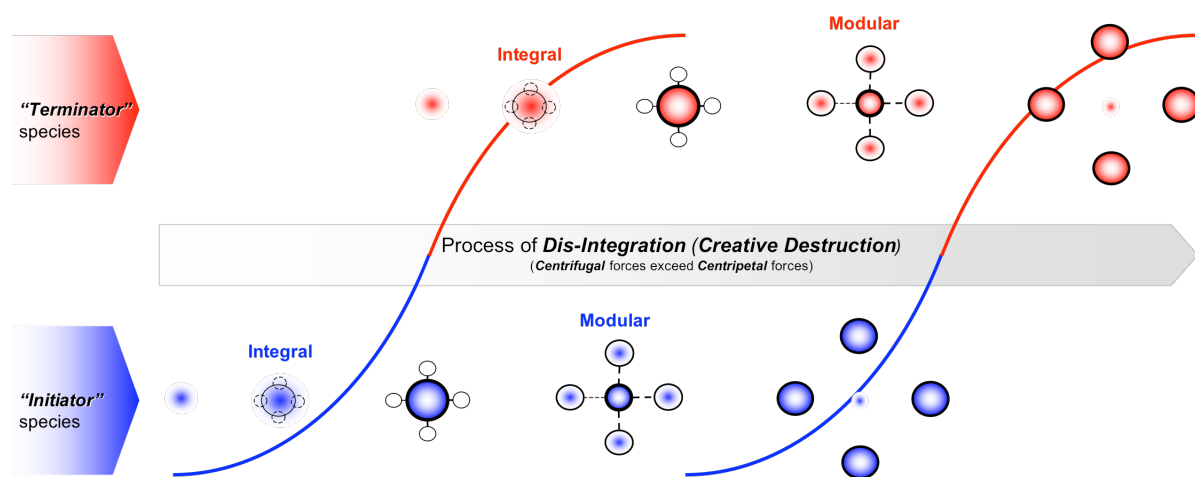 Modular
Integral
“Terminator”
species
Process of Dis-Integration (Creative Destruction)
(Centrifugal forces exceed Centripetal forces)
Modular
Integral
“Initiator”
species